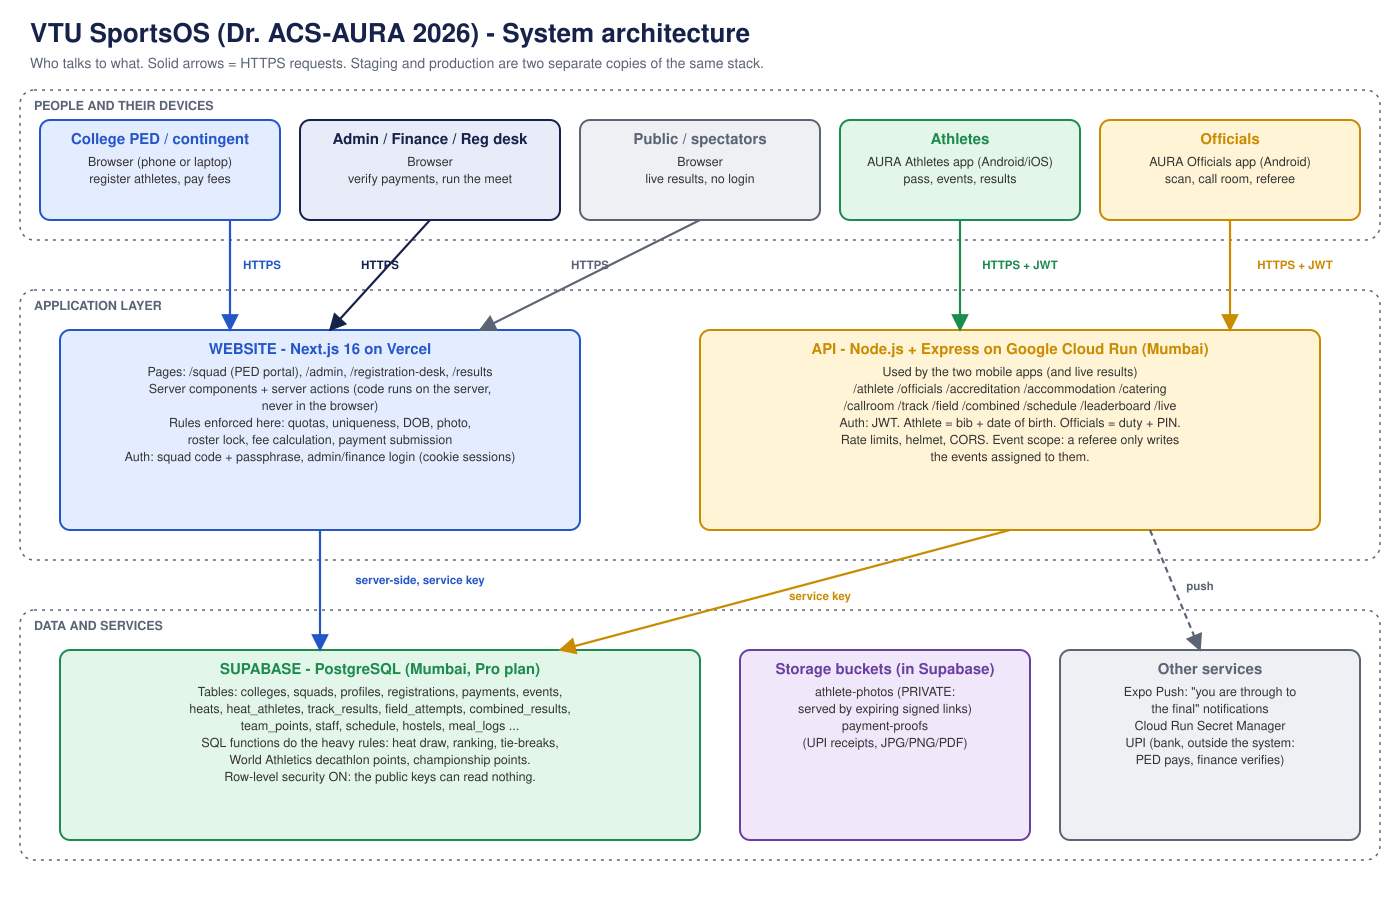 VTU SportsOS (Dr. ACS-AURA 2026) - System architecture
Who talks to what. Solid arrows = HTTPS requests. Staging and production are two separate copies of the same stack.
PEOPLE AND THEIR DEVICES
College PED / contingent
Browser (phone or laptop)
register athletes, pay fees
Admin / Finance / Reg desk
Browser
verify payments, run the meet
Public / spectators
Browser
live results, no login
Athletes
AURA Athletes app (Android/iOS)
pass, events, results
Officials
AURA Officials app (Android)
scan, call room, referee
HTTPS
HTTPS
HTTPS
HTTPS + JWT
HTTPS + JWT
APPLICATION LAYER
WEBSITE - Next.js 16 on Vercel
Pages: /squad (PED portal), /admin, /registration-desk, /results
Server components + server actions (code runs on the server,
never in the browser)
Rules enforced here: quotas, uniqueness, DOB, photo,
roster lock, fee calculation, payment submission
Auth: squad code + passphrase, admin/finance login (cookie sessions)
API - Node.js + Express on Google Cloud Run (Mumbai)
Used by the two mobile apps (and live results)
/athlete /officials /accreditation /accommodation /catering
/callroom /track /field /combined /schedule /leaderboard /live
Auth: JWT. Athlete = bib + date of birth. Officials = duty + PIN.
Rate limits, helmet, CORS. Event scope: a referee only writes
the events assigned to them.
server-side, service key
service key
push
DATA AND SERVICES
SUPABASE - PostgreSQL (Mumbai, Pro plan)
Tables: colleges, squads, profiles, registrations, payments, events,
heats, heat_athletes, track_results, field_attempts, combined_results,
team_points, staff, schedule, hostels, meal_logs ...
SQL functions do the heavy rules: heat draw, ranking, tie-breaks,
World Athletics decathlon points, championship points.
Row-level security ON: the public keys can read nothing.
Storage buckets (in Supabase)
athlete-photos (PRIVATE:
served by expiring signed links)
payment-proofs
(UPI receipts, JPG/PNG/PDF)
Other services
Expo Push: "you are through to
the final" notifications
Cloud Run Secret Manager
UPI (bank, outside the system:
PED pays, finance verifies)